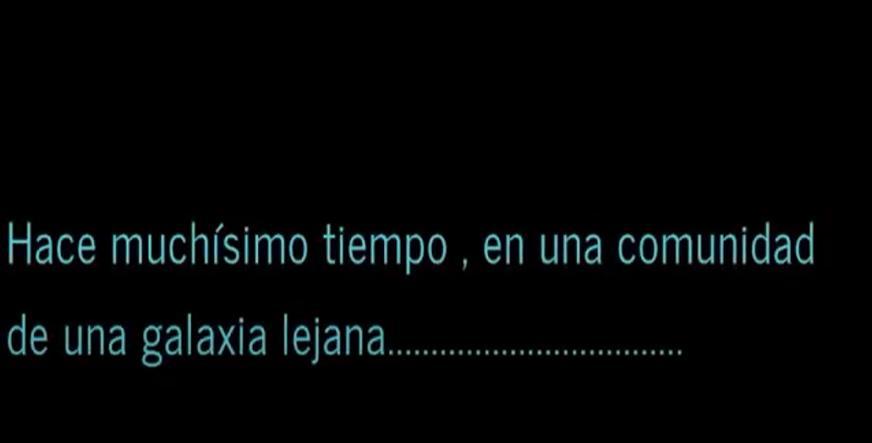 Hace muchísimo tiempo , en una comunidad
de una galaxia lejana..................................